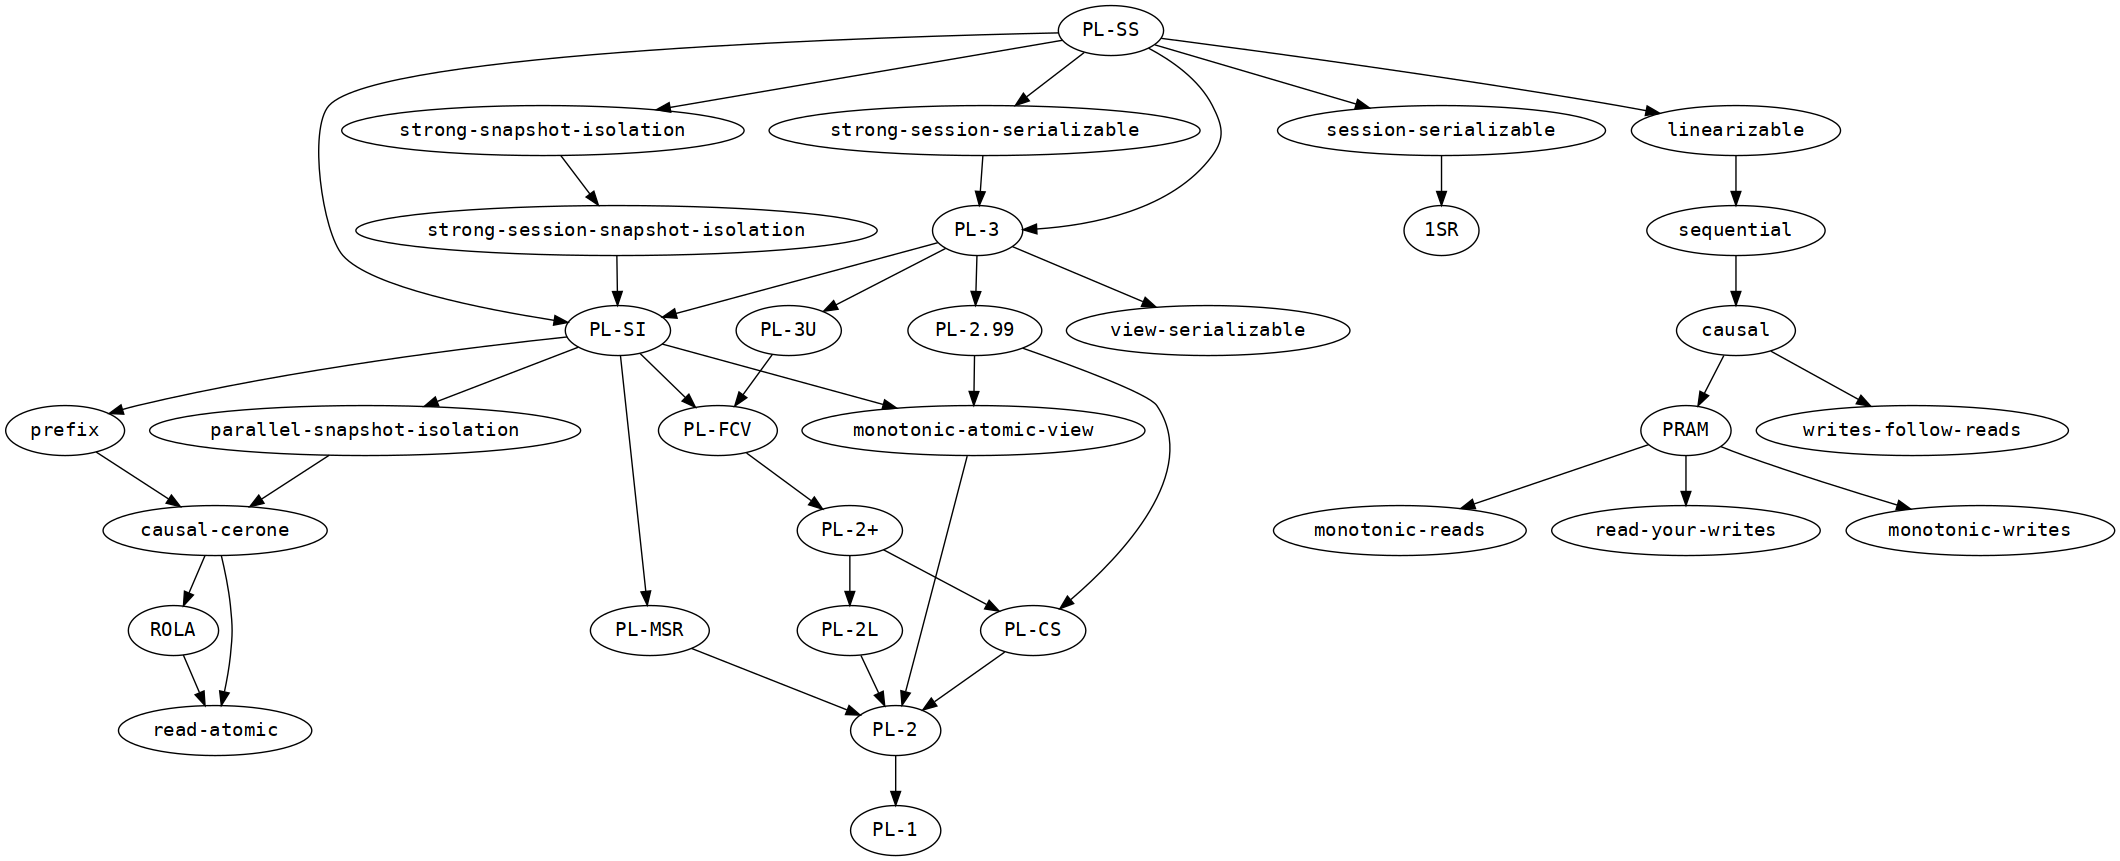 PL-SS
strong-snapshot-isolation
strong-session-serializable
session-serializable
linearizable
strong-session-snapshot-isolation
PL-3
1SR
sequential
PL-SI
PL-3U
PL-2.99
view-serializable
causal
prefix
parallel-snapshot-isolation
PL-FCV
monotonic-atomic-view
PRAM
writes-follow-reads
causal-cerone
PL-2+
monotonic-reads
read-your-writes
monotonic-writes
ROLA
PL-MSR
PL-2L
PL-CS
read-atomic
PL-2
PL-1